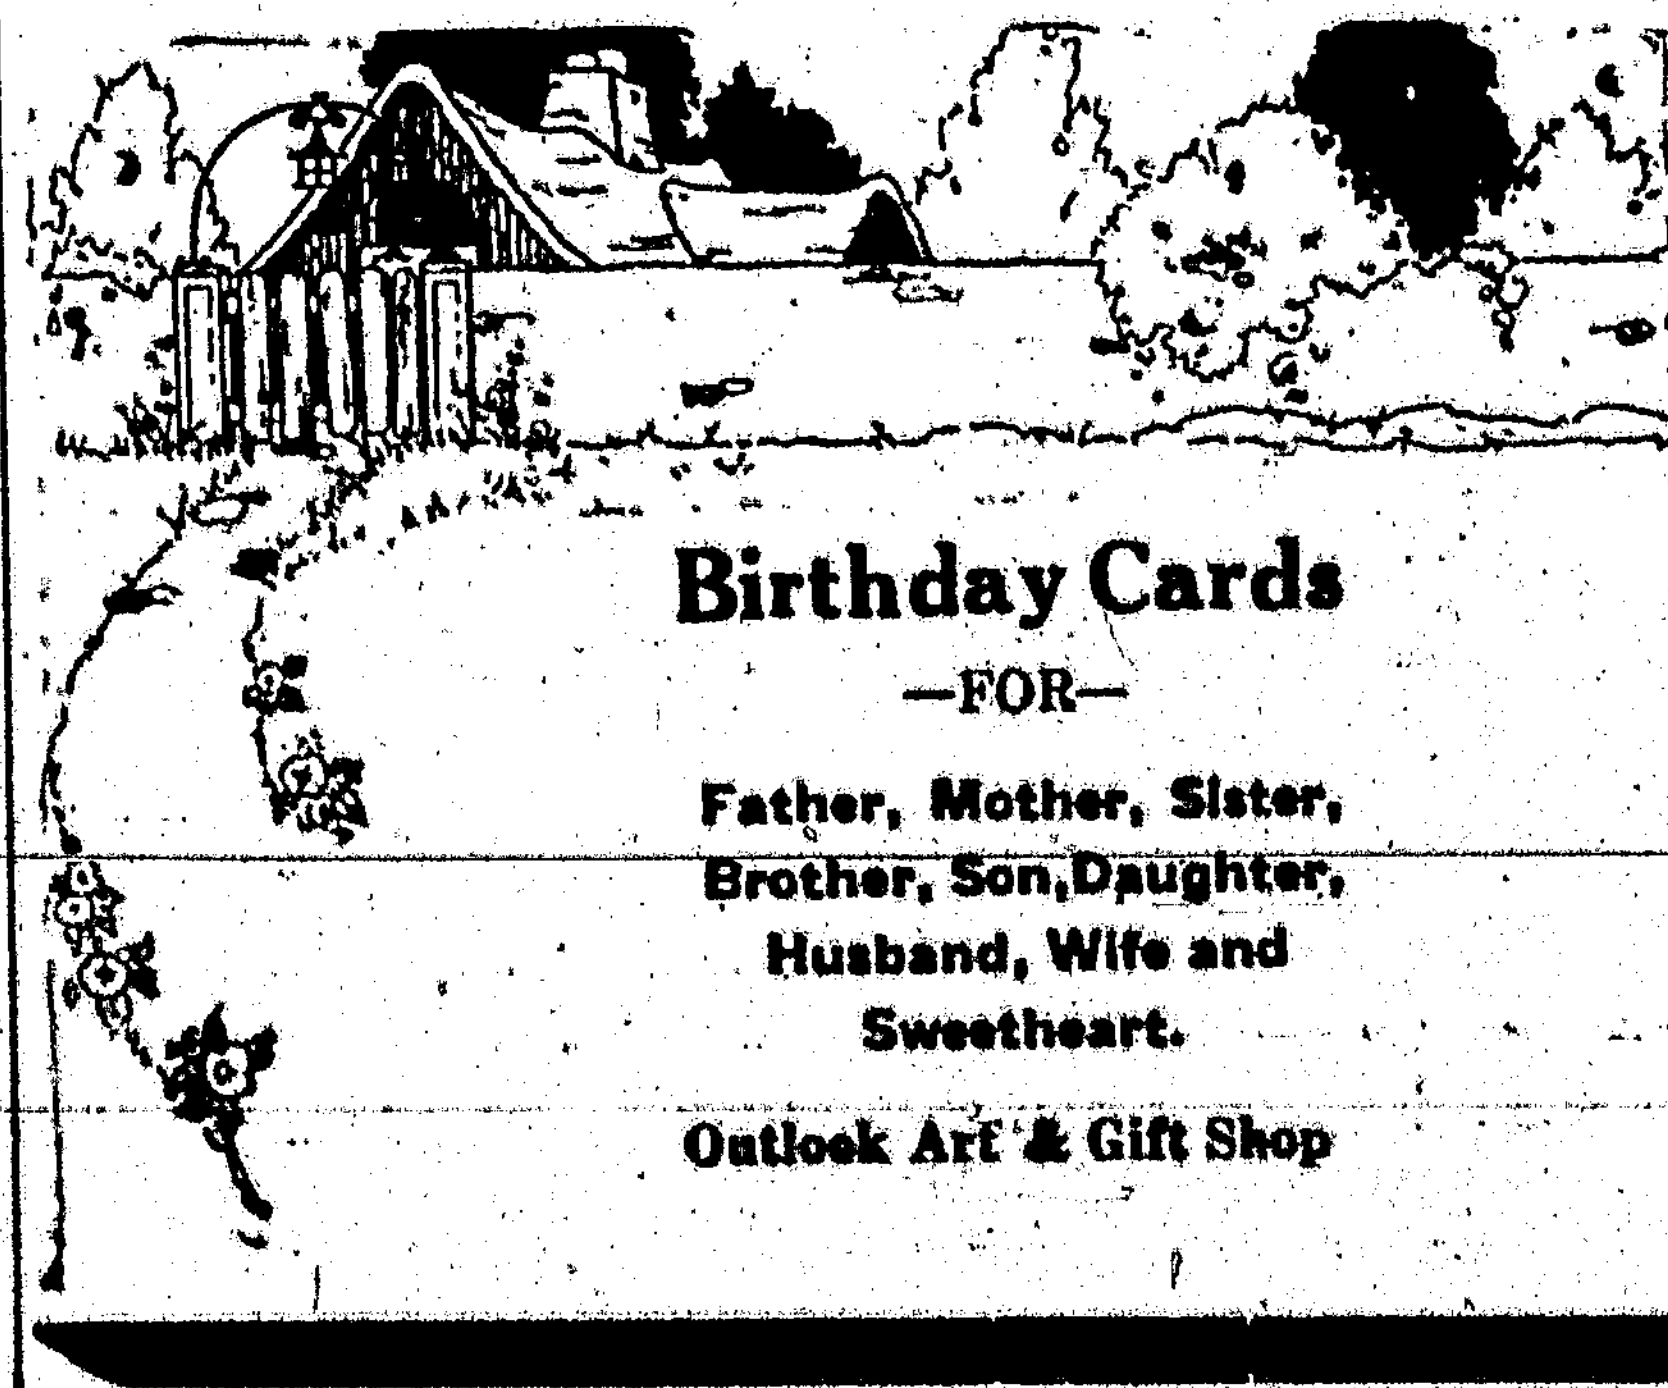 Birthday Cards
—FOR—
Father, Mother, Sister,
Brother, Son, Daughter,
Husband, Wife and
Sweetheart.
Outlook Art & Gift Shop